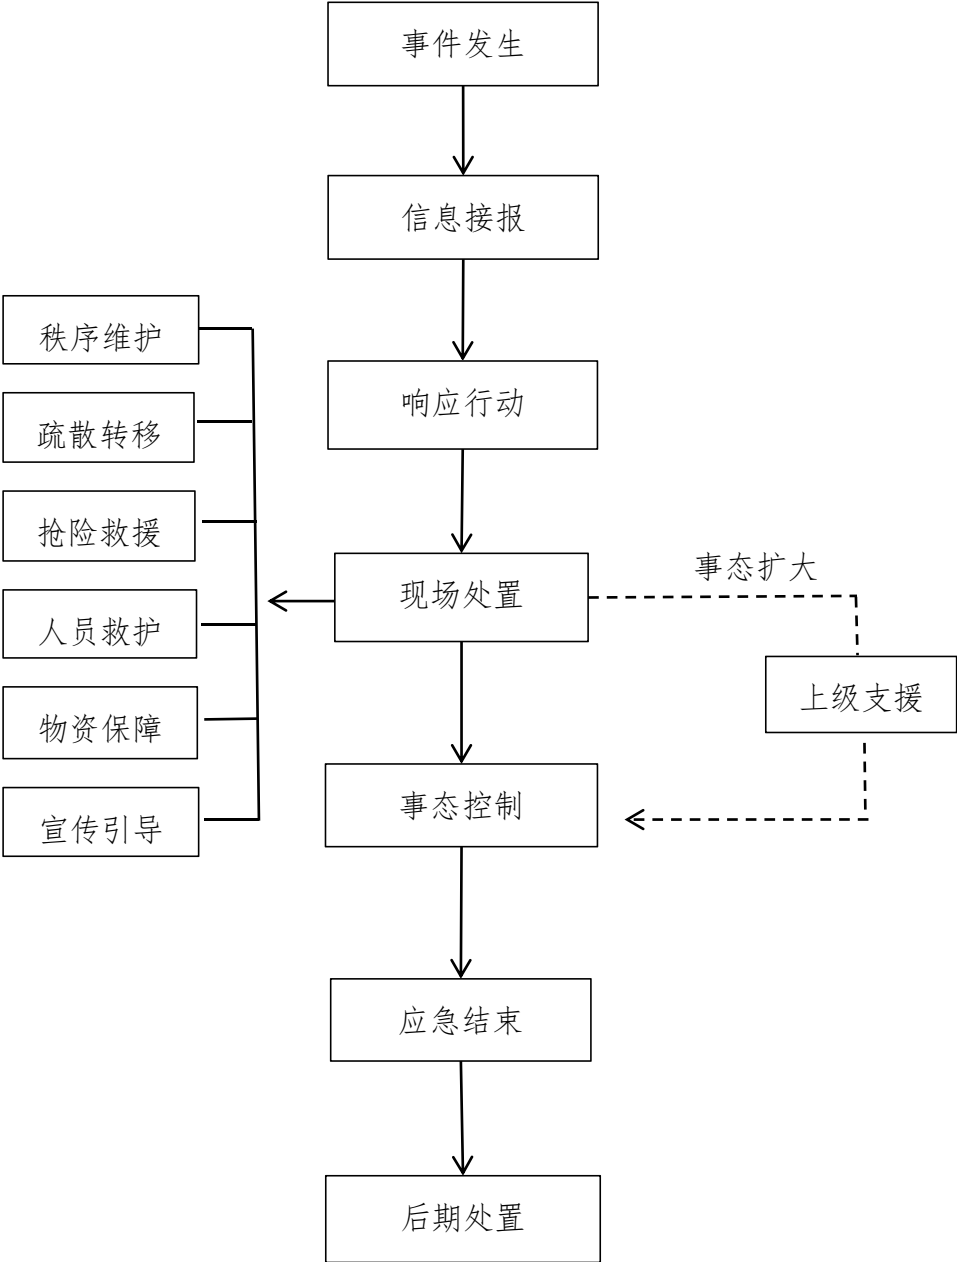 事件发生
信息接报
秩序维护
响应行动
疏散转移
抢险救援
现场处置
事态扩大
人员救护
上级支援
物资保障
事态控制
宣传引导
应急结束
后期处置